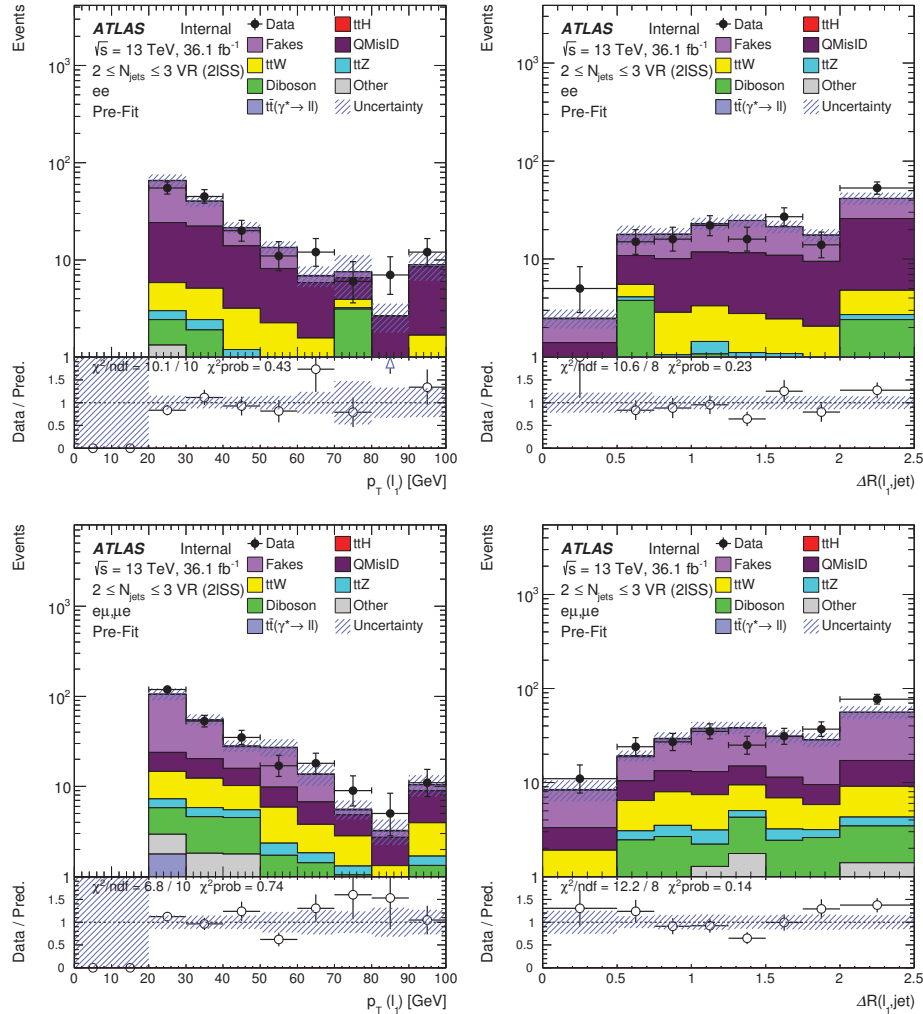 Events
ATLAS Internal
√s = 13 TeV, 36.1 fb⁻¹
2 ≤ N_jets ≤ 3 VR (2lSS)
ee
Pre-Fit
Data
ttH
Fakes
QMisID
ttW
ttZ
Diboson
Other
tt̄(γ*→ ll)
Uncertainty
10³
10²
10
1
Data / Pred.
χ²/ndf = 10.1 / 10 χ²prob = 0.43
1.5
1
0.5
0
0 10 20 30 40 50 60 70 80 90 100
p_T (l_1) [GeV]
Events
ATLAS Internal
√s = 13 TeV, 36.1 fb⁻¹
2 ≤ N_jets ≤ 3 VR (2lSS)
ee
Pre-Fit
Data
ttH
Fakes
QMisID
ttW
ttZ
Diboson
Other
tt̄(γ*→ ll)
Uncertainty
10³
10²
10
1
Data / Pred.
χ²/ndf = 10.6 / 8 χ²prob = 0.23
1.5
1
0.5
0
0 0.5 1 1.5 2 2.5
ΔR(l_1,jet)
Events
ATLAS Internal
√s = 13 TeV, 36.1 fb⁻¹
2 ≤ N_jets ≤ 3 VR (2lSS)
eμ,μe
Pre-Fit
Data
ttH
Fakes
QMisID
ttW
ttZ
Diboson
Other
tt̄(γ*→ ll)
Uncertainty
10³
10²
10
1
Data / Pred.
χ²/ndf = 6.8 / 10 χ²prob = 0.74
1.5
1
0.5
0
0 10 20 30 40 50 60 70 80 90 100
p_T (l_1) [GeV]
Events
ATLAS Internal
√s = 13 TeV, 36.1 fb⁻¹
2 ≤ N_jets ≤ 3 VR (2lSS)
eμ,μe
Pre-Fit
Data
ttH
Fakes
QMisID
ttW
ttZ
Diboson
Other
tt̄(γ*→ ll)
Uncertainty
10³
10²
10
1
Data / Pred.
χ²/ndf = 12.2 / 8 χ²prob = 0.14
1.5
1
0.5
0
0 0.5 1 1.5 2 2.5
ΔR(l_1,jet)